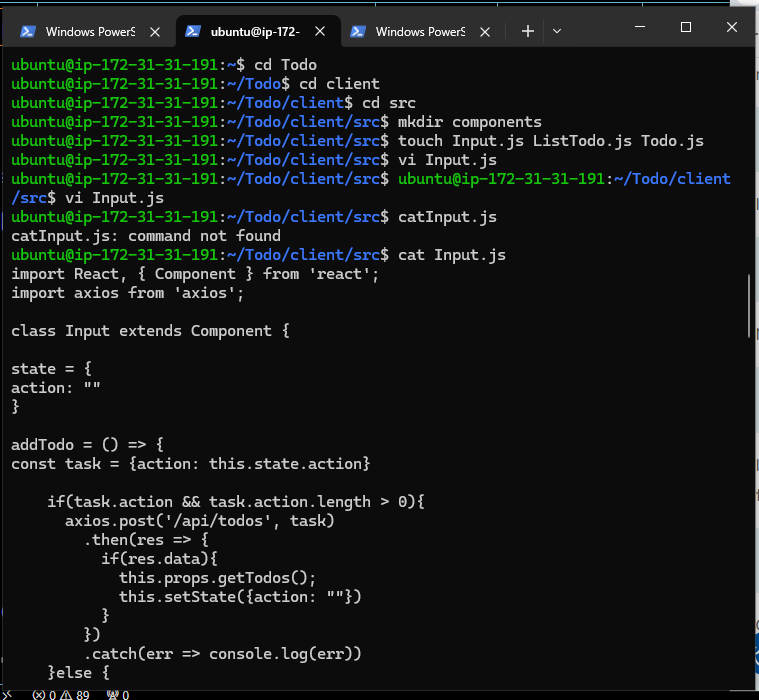 Windows PowerS
ubuntu@ip-172-
Windows PowerS
ubuntu@ip-172-31-31-191:~$ cd Todo
ubuntu@ip-172-31-31-191:~/Todo$ cd client
ubuntu@ip-172-31-31-191:~/Todo/client$ cd src
ubuntu@ip-172-31-31-191:~/Todo/client/src$ mkdir components
ubuntu@ip-172-31-31-191:~/Todo/client/src$ touch Input.js ListTodo.js Todo.js
ubuntu@ip-172-31-31-191:~/Todo/client/src$ vi Input.js
ubuntu@ip-172-31-31-191:~/Todo/client/src$ ubuntu@ip-172-31-31-191:~/Todo/client
/src$ vi Input.js
ubuntu@ip-172-31-31-191:~/Todo/client/src$ catInput.js
catInput.js: command not found
ubuntu@ip-172-31-31-191:~/Todo/client/src$ cat Input.js
import React, { Component } from 'react';
import axios from 'axios';
class Input extends Component {
state = {
action: ""
}
addTodo = () => {
const task = {action: this.state.action}
if(task.action && task.action.length > 0){
axios.post('/api/todos', task)
.then(res => {
if(res.data){
this.props.getTodos();
this.setState({action: ""})
}
})
.catch(err => console.log(err))
}else {
0 89 0